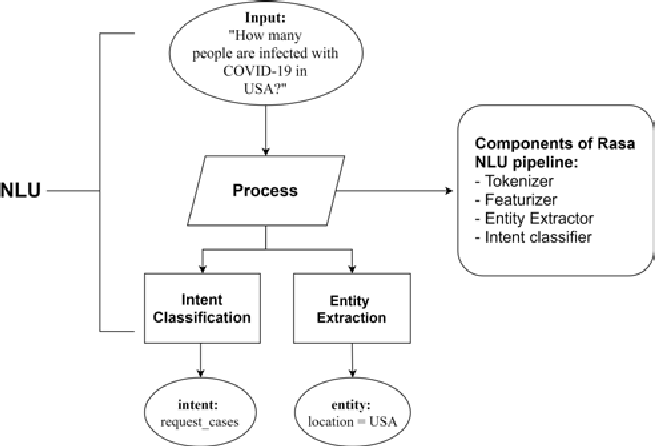 Input:
"How many
people are infected with
COVID-19 in
USA?"
NLU
Process
Components of Rasa
NLU pipeline:
- Tokenizer
- Featurizer
- Entity Extractor
- Intent classifier
Intent
Classification
Entity
Extraction
intent:
request_cases
entity:
location = USA